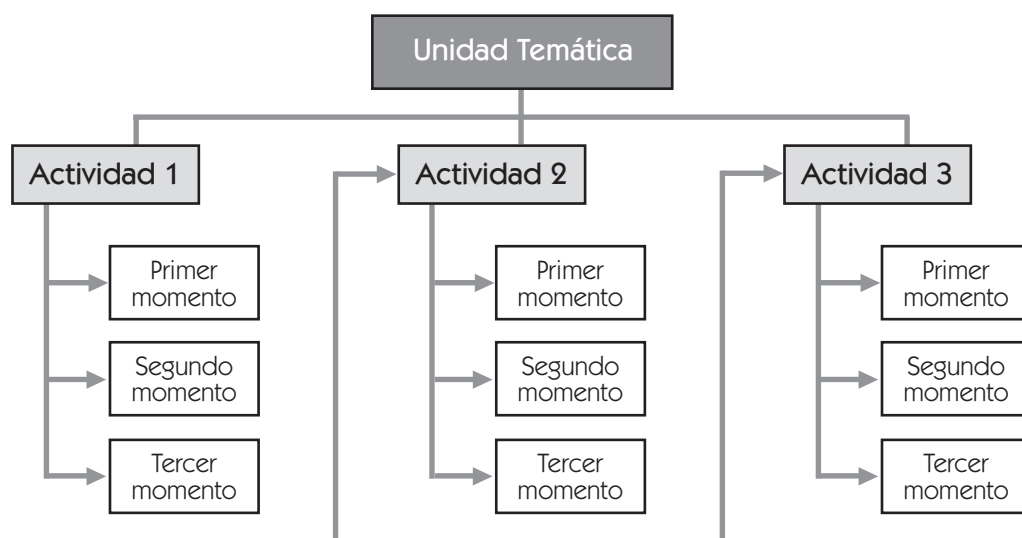 Unidad Temática
Actividad 1
Primer
momento
Segundo
momento
Tercer
momento
Actividad 2
Primer
momento
Segundo
momento
Tercer
momento
Actividad 3
Primer
momento
Segundo
momento
Tercer
momento